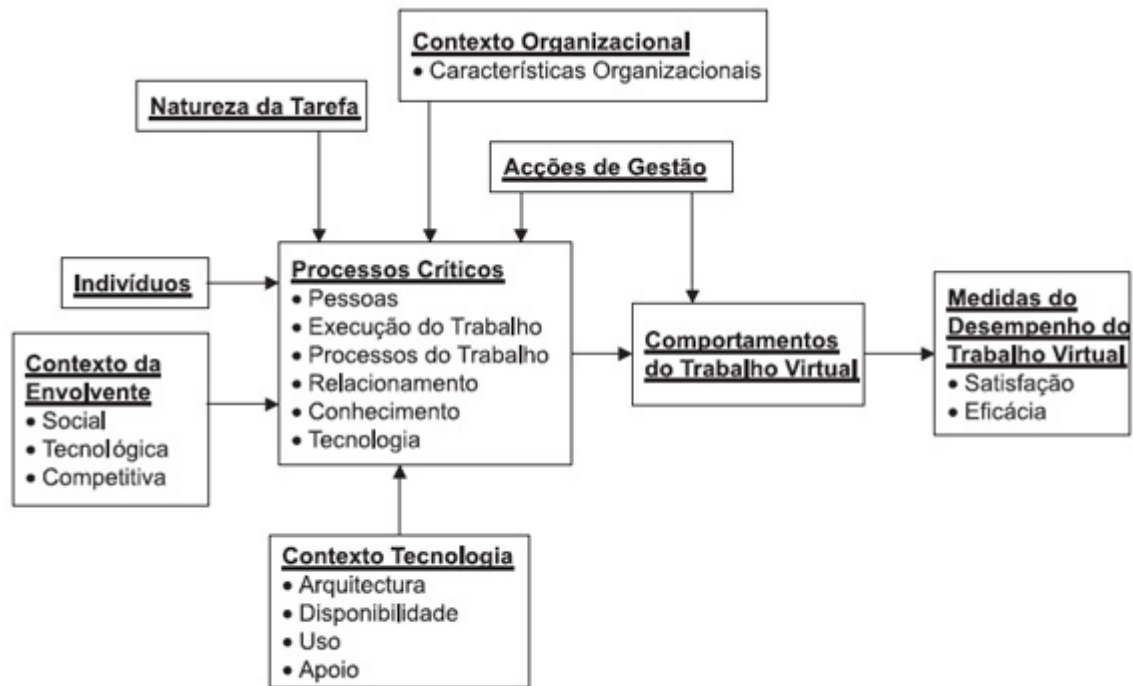 Contexto Organizacional
• Características Organizacionais
Natureza da Tarefa
Acções de Gestão
Indivíduos
Processos Críticos
• Pessoas
• Execução do Trabalho
• Processos do Trabalho
• Relacionamento
• Conhecimento
• Tecnologia
Contexto da
Envolvente
• Social
• Tecnológica
• Competitiva
Comportamentos
do Trabalho Virtual
Medidas do
Desempenho do
Trabalho Virtual
• Satisfação
• Eficácia
Contexto Tecnologia
• Arquitectura
• Disponibilidade
• Uso
• Apoio